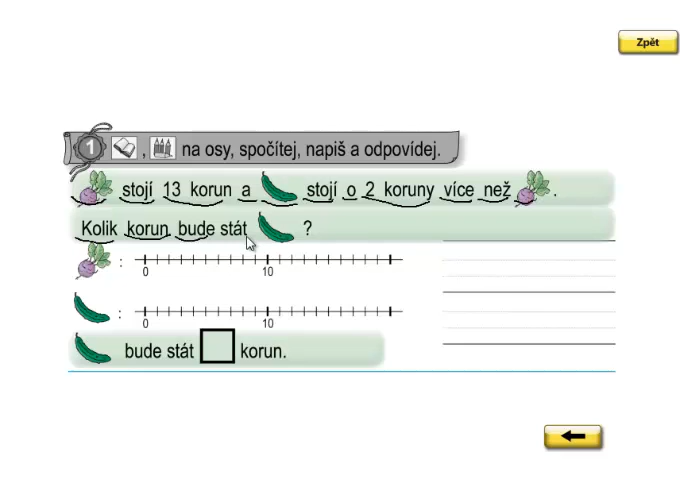 Zpět
1 , na osy, spočítej, napiš a odpovídej.
stojí 13 korun a stojí o 2 koruny více než .
Kolik korun bude stát ?
: 0 10
: 0 10
bude stát korun.